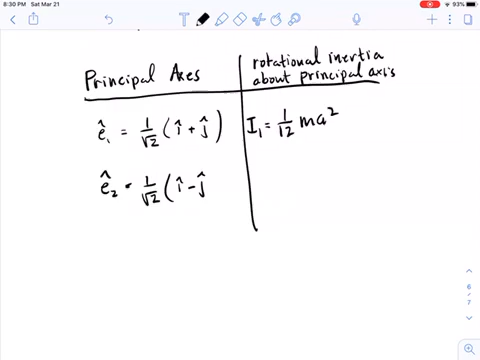 8:30 PM Sat Mar 21
93%
Principal Axes
rotational inertia
about principal axis
ê₁ = 1/√2 (î + ĵ)
I₁ = 1/12 ma²
ê₂ = 1/√2 (î - ĵ
6
/
7